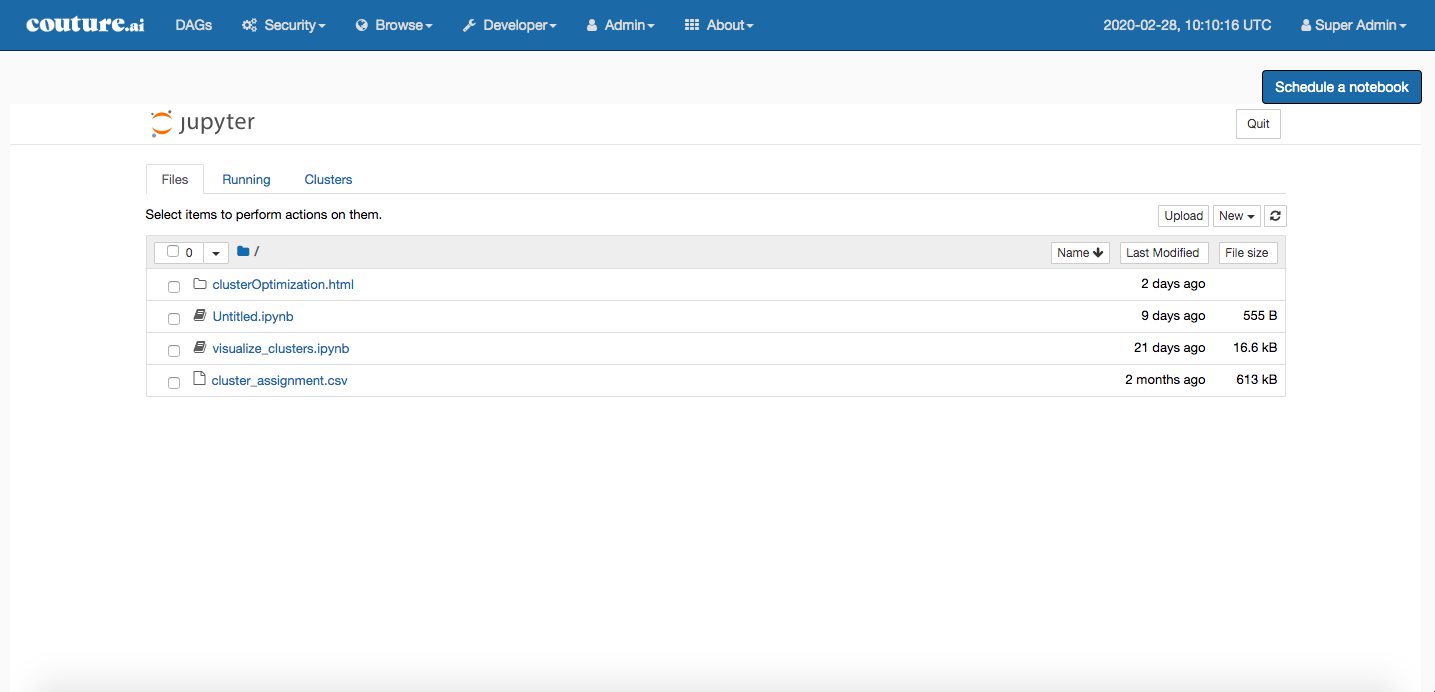 couture.ai DAGs Security Browse Developer Admin About 2020-02-28, 10:10:16 UTC Super Admin
Schedule a notebook
jupyter Quit
Files Running Clusters
Select items to perform actions on them. Upload New
0 / Name Last Modified File size
clusterOptimization.html 2 days ago
Untitled.ipynb 9 days ago 555 B
visualize_clusters.ipynb 21 days ago 16.6 kB
cluster_assignment.csv 2 months ago 613 kB